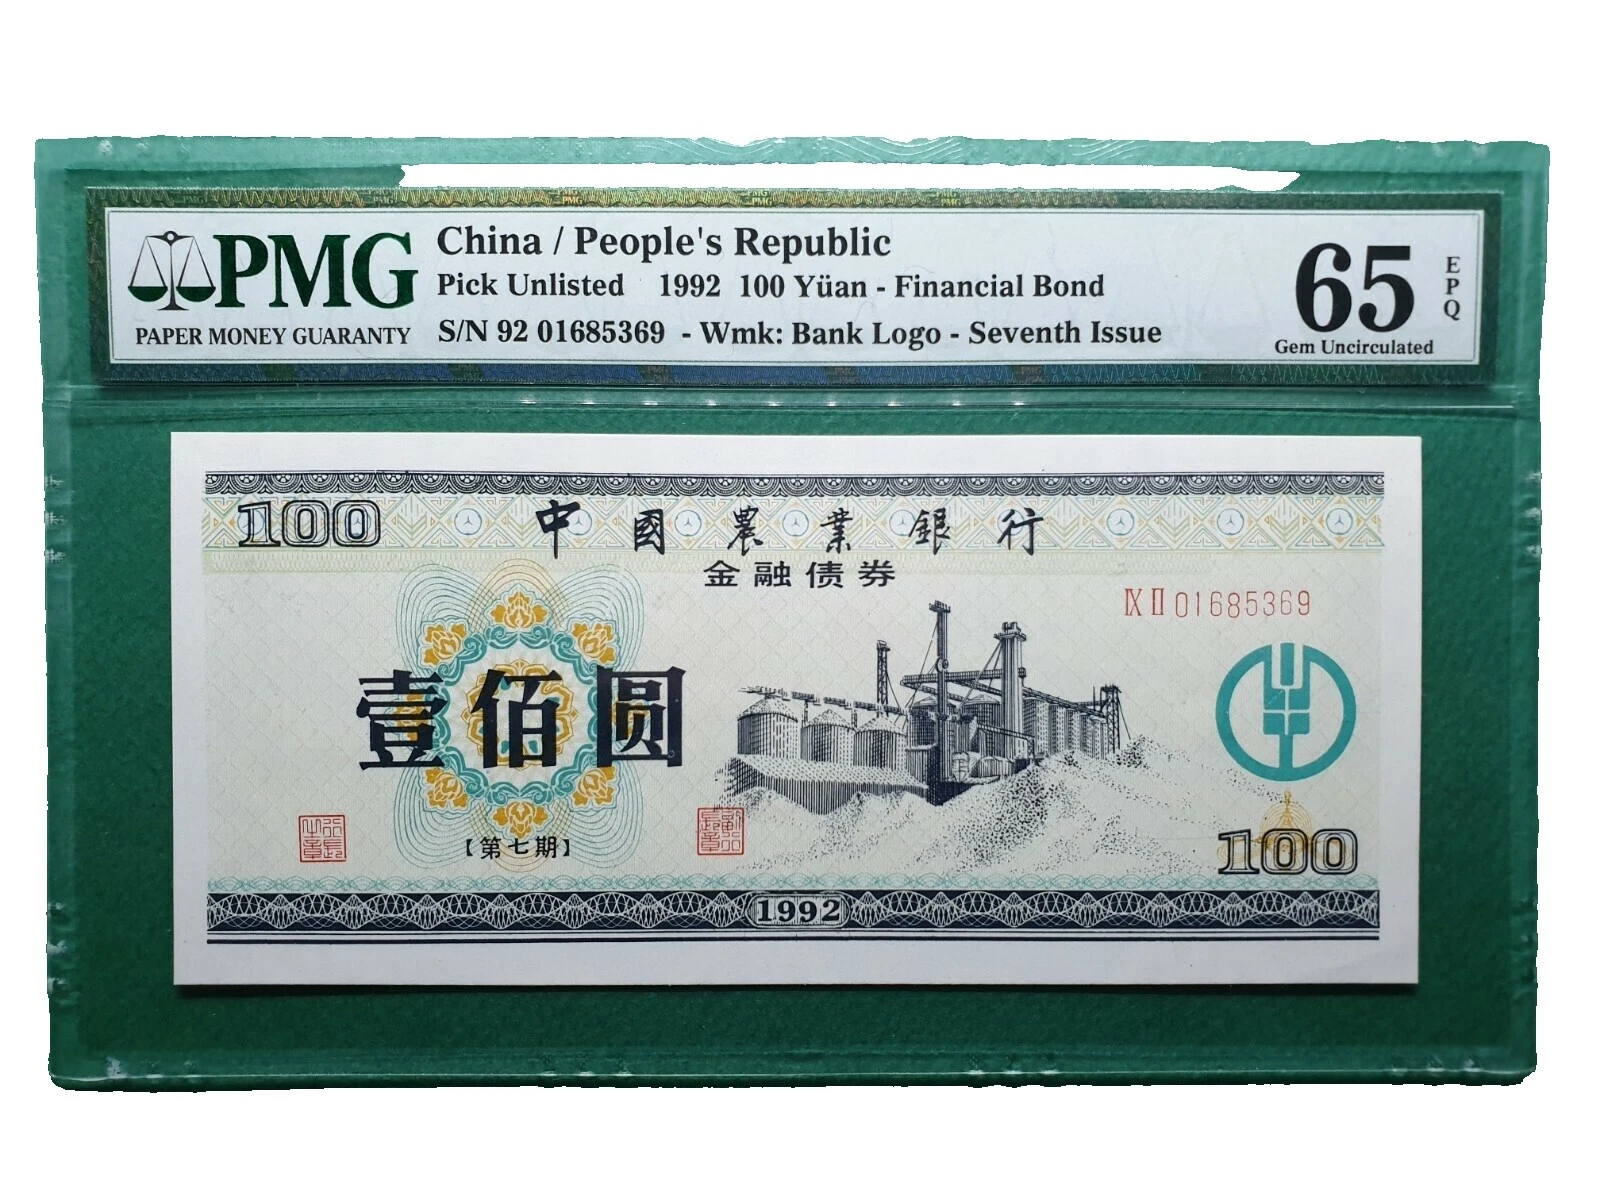 PMG
PAPER MONEY GUARANTY
China / People's Republic
Pick Unlisted 1992 100 Yüan - Financial Bond
S/N 92 01685369 - Wmk: Bank Logo - Seventh Issue
65
EPQ
Gem Uncirculated
100
中國農業銀行
金融债券
ⅨⅡ01685369
壹佰圆
【第七期】
100
1992